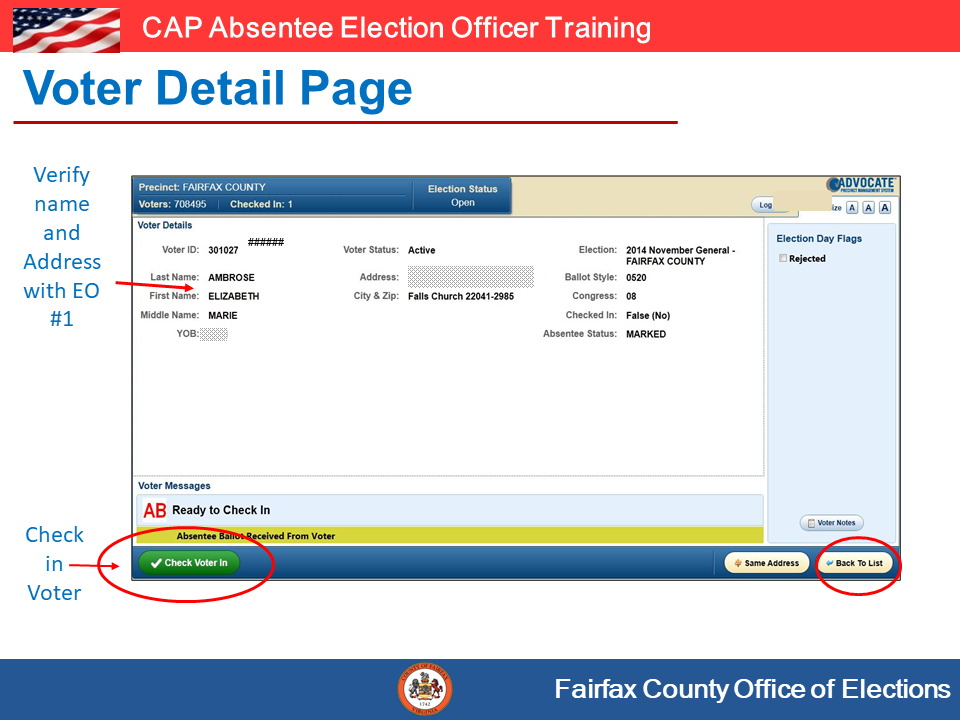 CAP Absentee Election Officer Training
Voter Detail Page
Verify
name
and
Address
with EO
#1
Precinct: FAIRFAX COUNTY
Voters: 708495 | Checked In: 1
Election Status
Open
ADVOCATE
PRECINCT MANAGEMENT SYSTEM
Log
ize A A A
Voter Details
Voter ID: 301027 ######
Voter Status: Active
Election: 2014 November General -
FAIRFAX COUNTY
Last Name: AMBROSE
Address:
Ballot Style: 0520
First Name: ELIZABETH
City & Zip: Falls Church 22041-2985
Congress: 08
Middle Name: MARIE
Checked In: False (No)
YOB:
Absentee Status: MARKED
Election Day Flags
Rejected
Voter Notes
Voter Messages
AB Ready to Check In
Absentee Ballot Received From Voter
Check
in
Voter
Check Voter In
Same Address
Back To List
COUNTY OF FAIRFAX
1742
VIRGINIA
Fairfax County Office of Elections